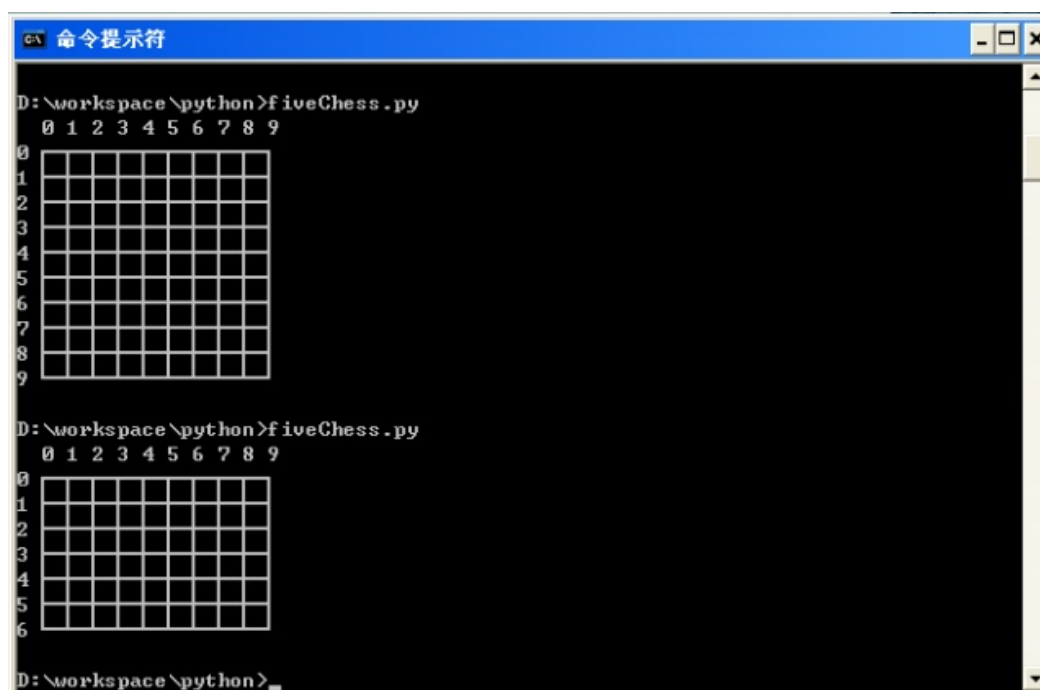 命令提示符
D:\workspace\python>fiveChess.py
0 1 2 3 4 5 6 7 8 9
0
1
2
3
4
5
6
7
8
9
D:\workspace\python>fiveChess.py
0 1 2 3 4 5 6 7 8 9
0
1
2
3
4
5
6
D:\workspace\python>_